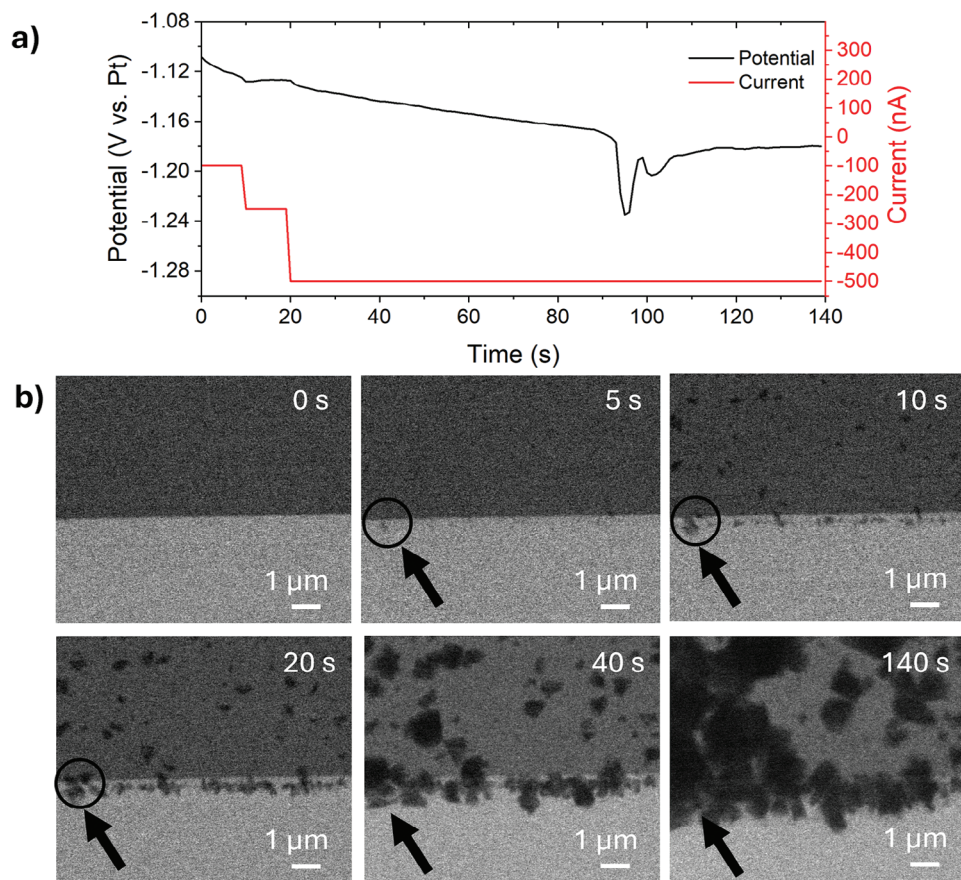 a)
-1.08
-1.12
-1.16
-1.20
-1.24
-1.28
Potential (V vs. Pt)
Potential
Current
300
200
100
0
-100
-200
-300
-400
-500
Current (nA)
0 20 40 60 80 100 120 140
Time (s)
b)
0 s
1 µm
5 s
1 µm
10 s
1 µm
20 s
1 µm
40 s
1 µm
140 s
1 µm